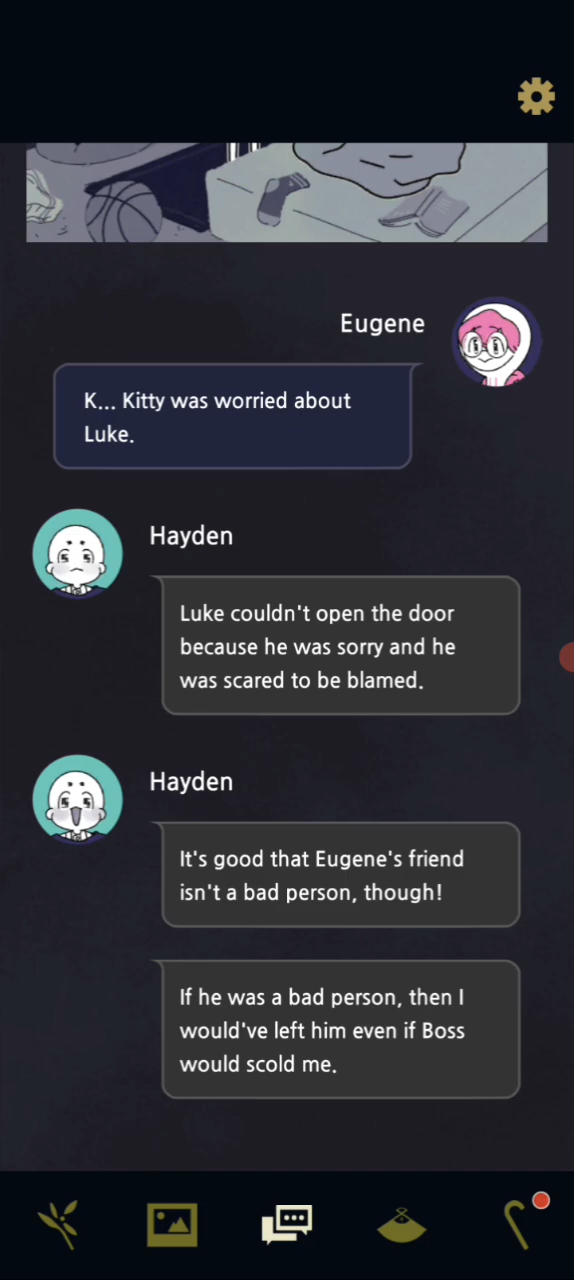 Eugene
K... Kitty was worried about
Luke.
Hayden
Luke couldn't open the door
because he was sorry and he
was scared to be blamed.
Hayden
It's good that Eugene's friend
isn't a bad person, though!
If he was a bad person, then I
would've left him even if Boss
would scold me.